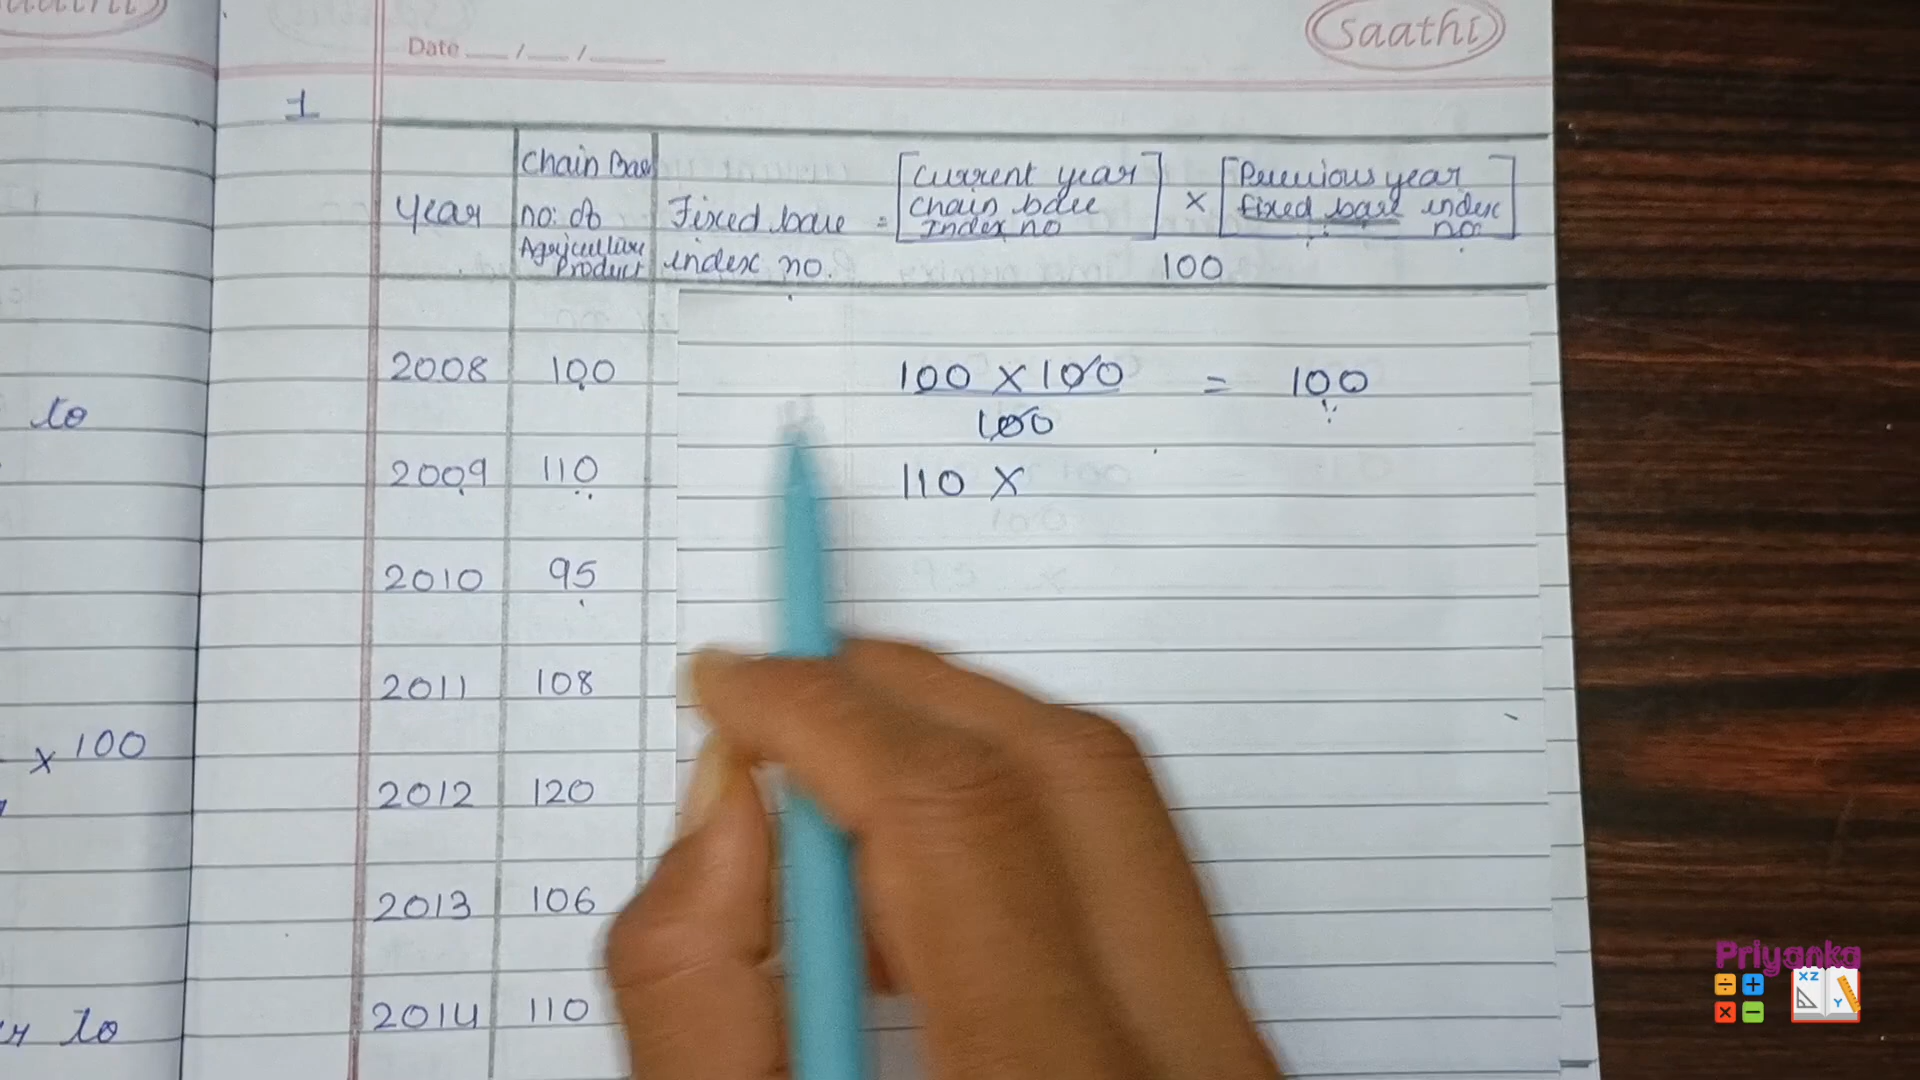 saathi
Date / /
1
Year
Chain Base
no: of
Agriculture
Product
Fixed base
index no.
=
[Current year
chain base
Index no]
×
[Previous year
fixed base index
no.]
100
2008 100 100 × 100 = 100
100
2009 110 110 ×
2010 95
2011 108
2012 120
2013 106
2014 110
to
× 100
to
Priyanka
XZ
Y